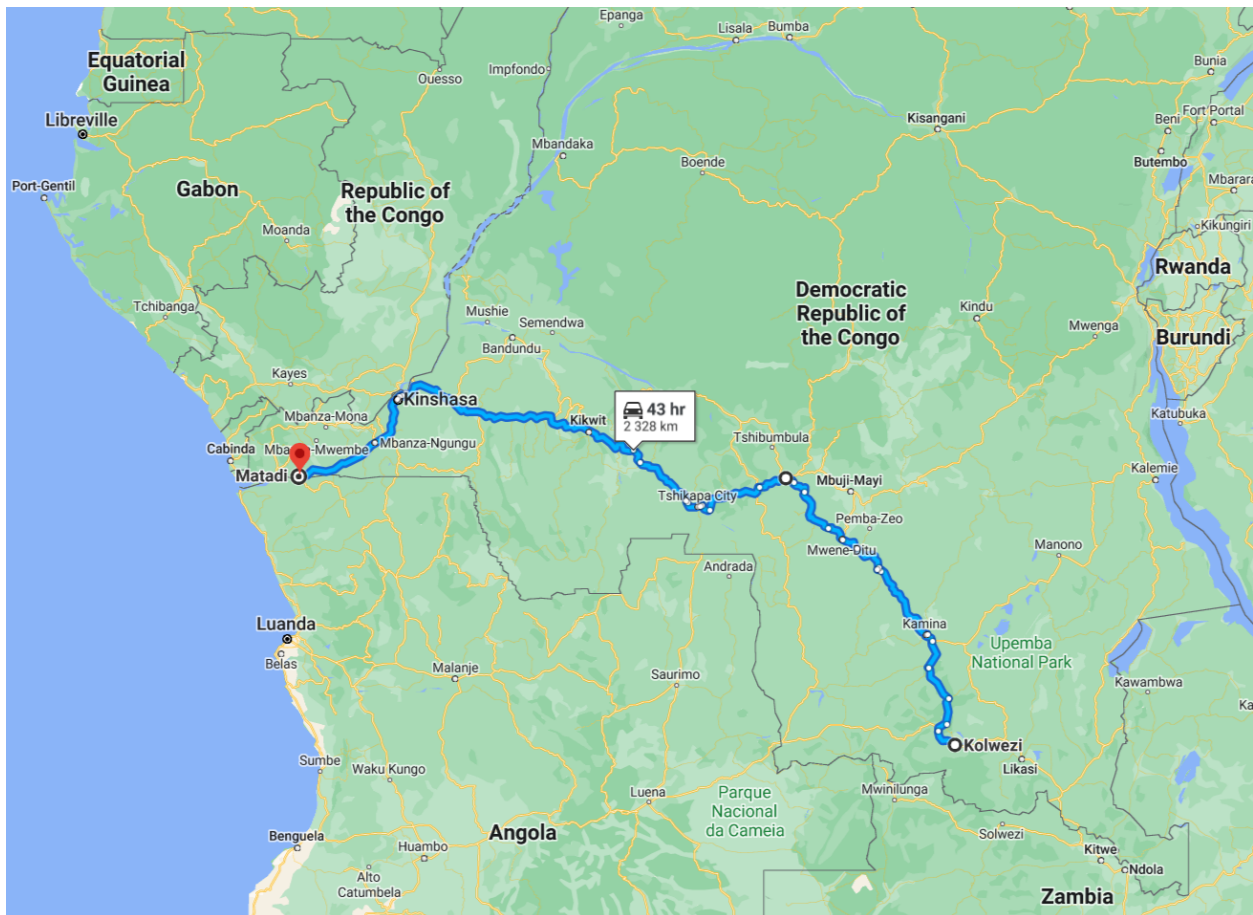 Epanga
Lisala
Bumba
Equatorial
Guinea
Ouesso
Impfondo
Bunia
Libreville
Kisangani
Beni
Fort Portal
Mbandaka
Boende
Butembo
Port-Gentil
Gabon
Republic of
the Congo
Mbarara
Moanda
Kikungiri
Rwanda
Democratic
Republic of
the Congo
Tchibanga
Mushie
Semendwa
Kindu
Mwenga
Burundi
Bandundu
Kayes
Kinshasa
43 hr
2 328 km
Mbanza-Mona
Kikwit
Katubuka
Cabinda
Mbanza-Ngungu
Tshibumbula
Matadi
Mbuji-Mayi
Kalemie
Tshikapa City
Pemba-Zeo
Mwene-Ditu
Manono
Andrada
Luanda
Kamina
Upemba
National Park
Belas
Malanje
Saurimo
Kawambwa
Ka
Kolwezi
Sumbe
Likasi
Waku Kungo
Luena
Parque
Nacional
da Cameia
Mwinilunga
Benguela
Angola
Solwezi
Huambo
Kitwe
Ndola
Alto
Catumbela
Zambia